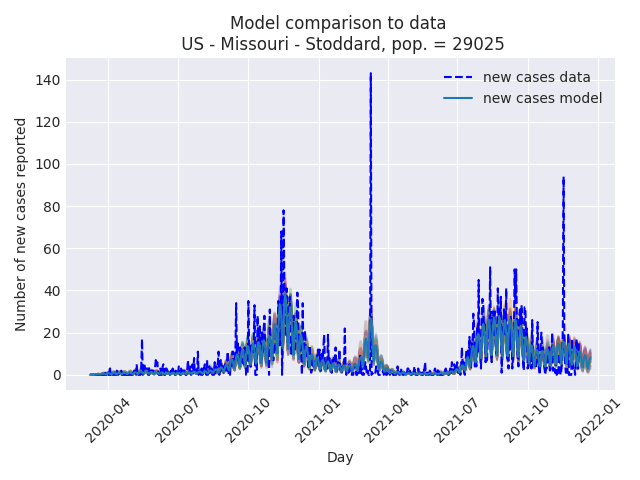 Model comparison to data
US - Missouri - Stoddard, pop. = 29025
new cases data
new cases model
Number of new cases reported
140
120
100
80
60
40
20
0
2020-04
2020-07
2020-10
2021-01
2021-04
2021-07
2021-10
2022-01
Day